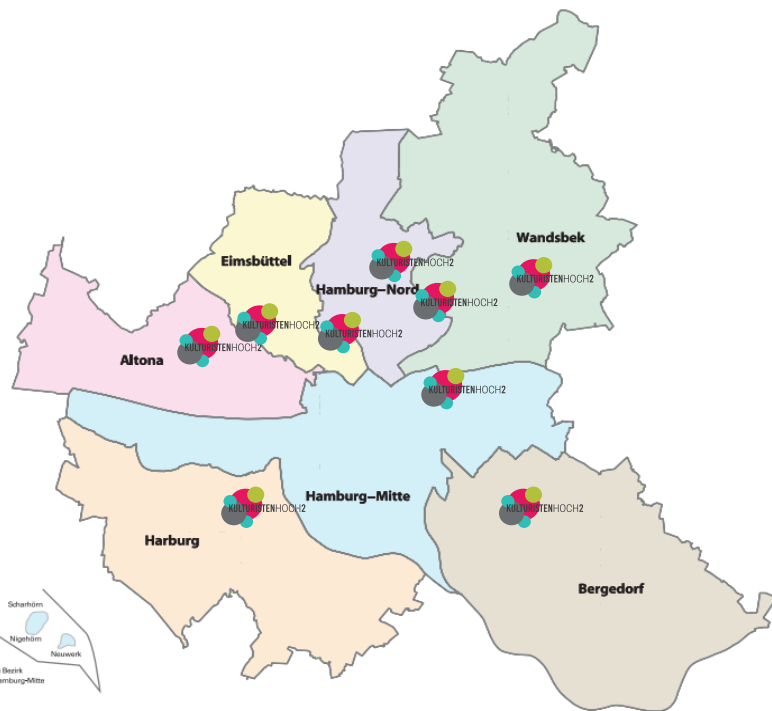 Wandsbek
Eimsbüttel
KULTURISTENHOCH2
KULTURISTENHOCH2
Hamburg–Nord
KULTURISTENHOCH2
KULTURISTENHOCH2
KULTURISTENHOCH2
KULTURISTENHOCH2
Altona
KULTURISTENHOCH2
Hamburg–Mitte
KULTURISTENHOCH2
KULTURISTENHOCH2
Harburg
Bergedorf
Scharhörn
Nigehörn
Neuwerk
Bezirk
amburg-Mitte